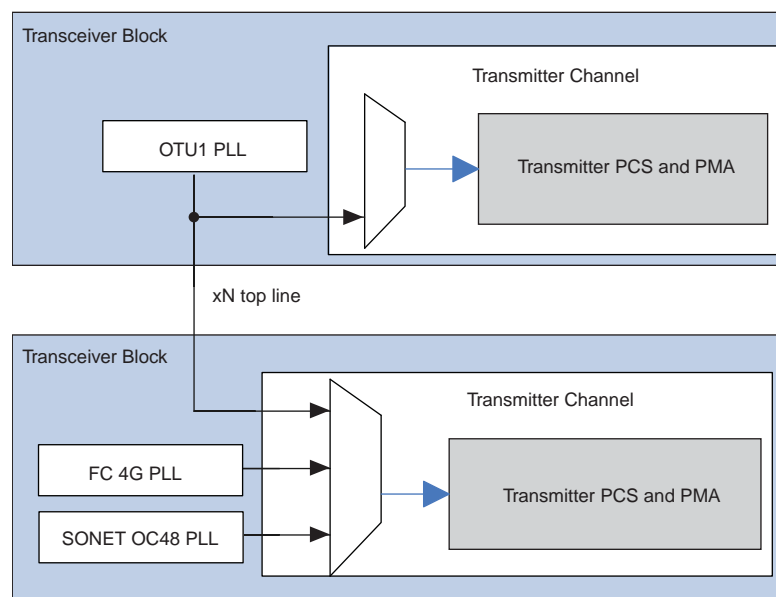 Transceiver Block
Transmitter Channel
OTU1 PLL
Transmitter PCS and PMA
xN top line
Transceiver Block
Transmitter Channel
FC 4G PLL
Transmitter PCS and PMA
SONET OC48 PLL